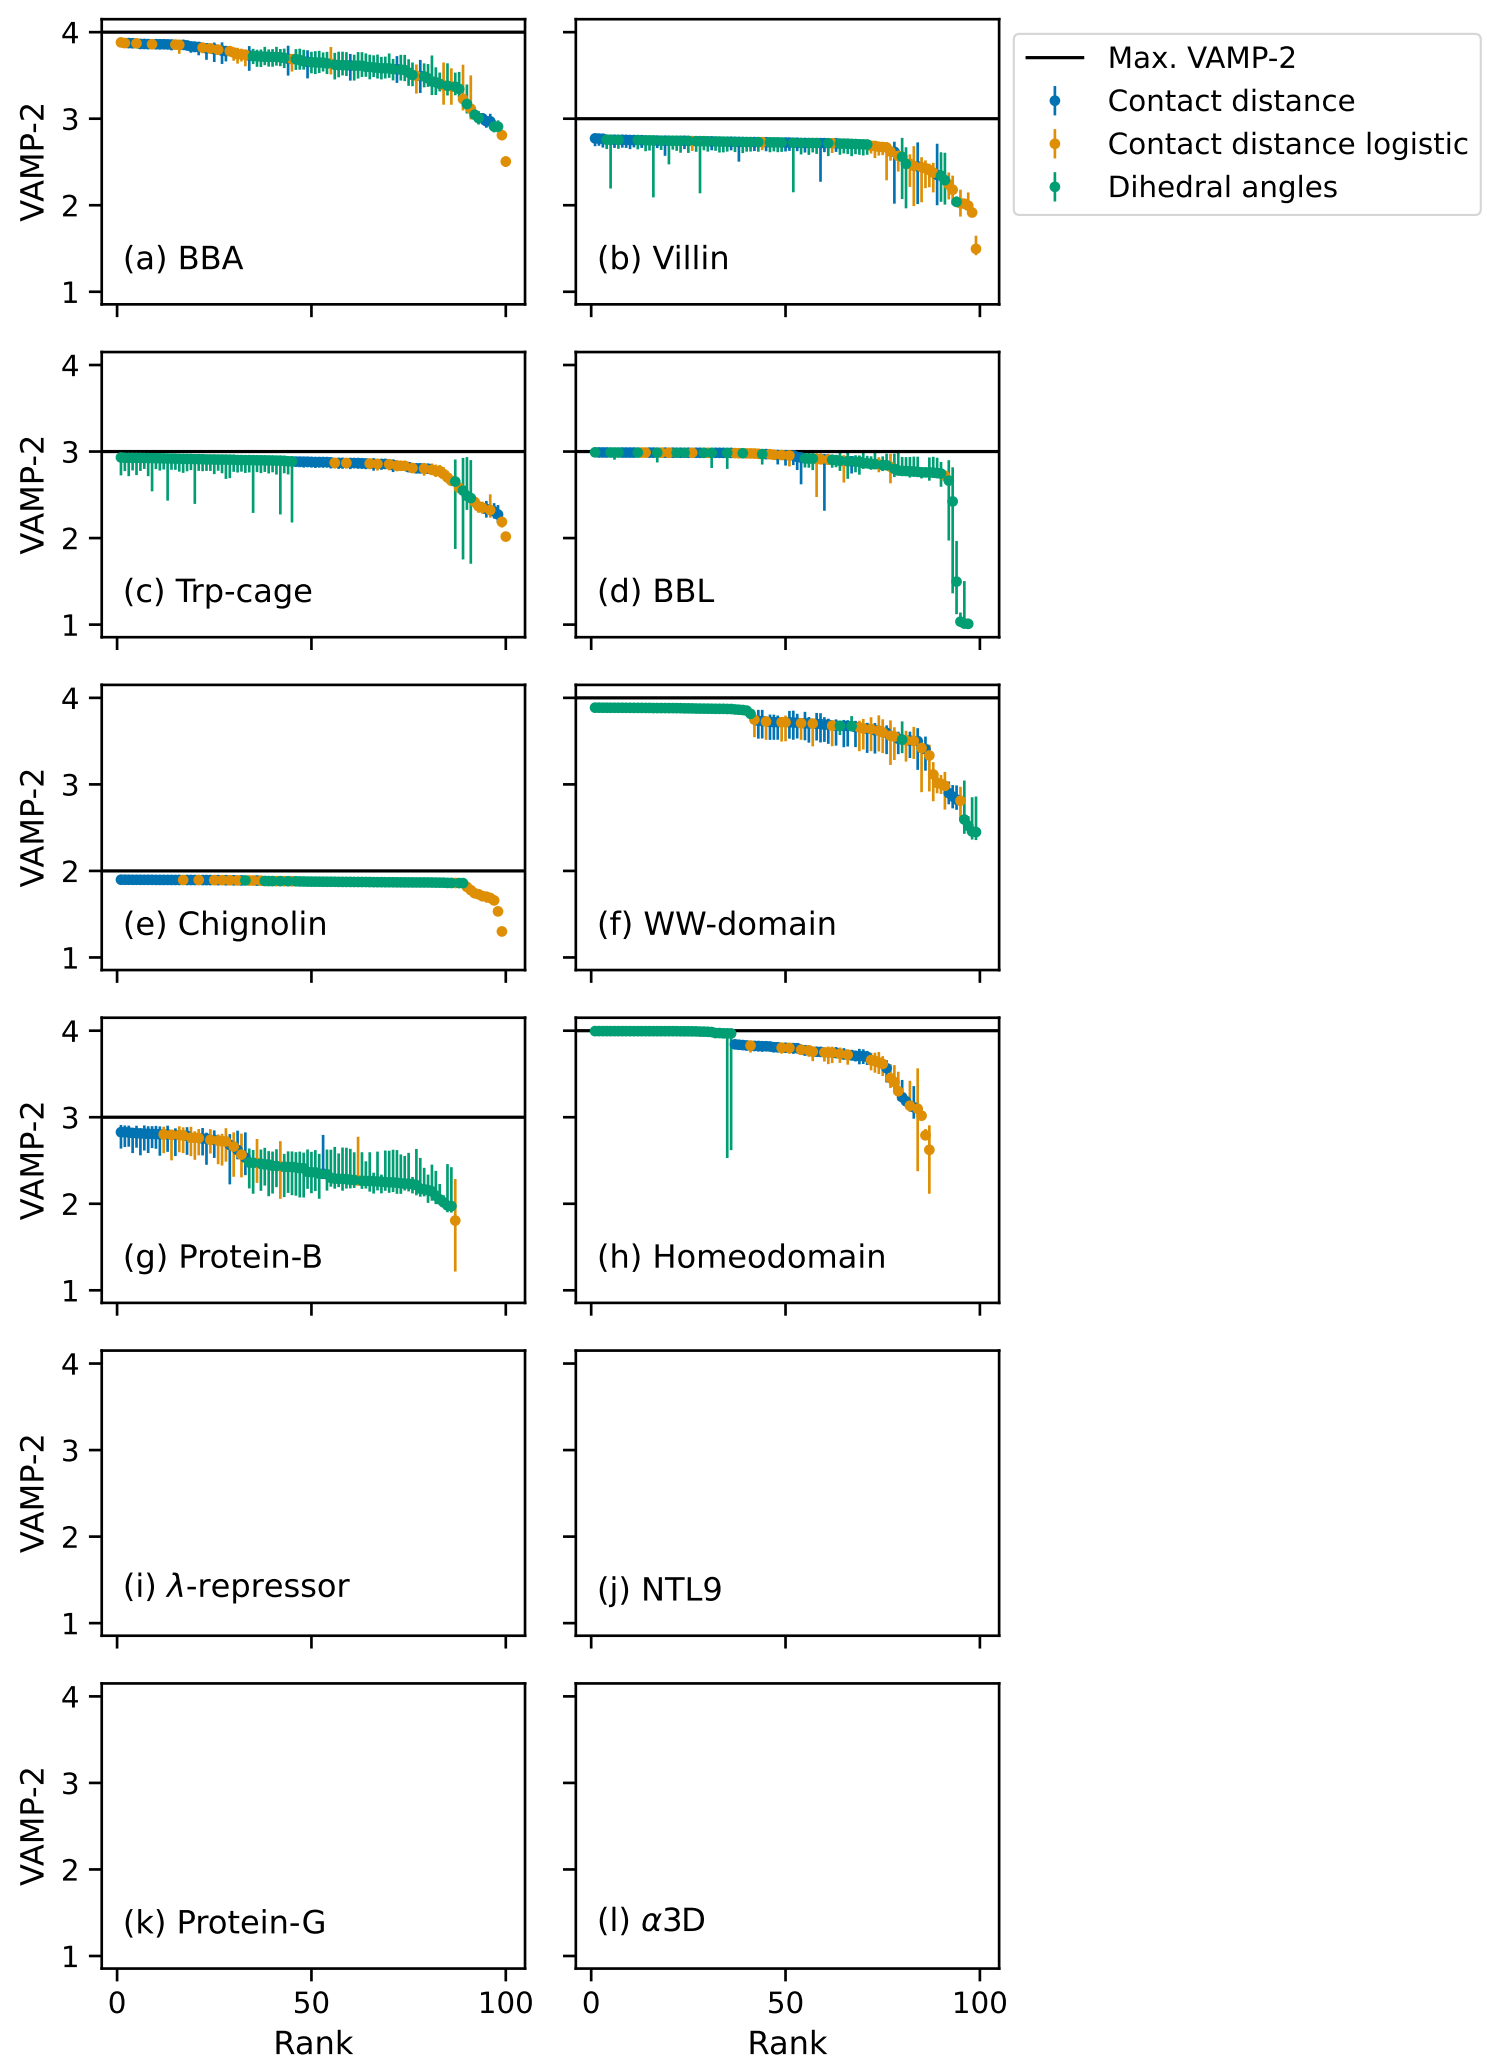 VAMP-2
4
3
2
1
(a) BBA
(b) Villin
Max. VAMP-2
Contact distance
Contact distance logistic
Dihedral angles
VAMP-2
4
3
2
1
(c) Trp-cage
(d) BBL
VAMP-2
4
3
2
1
(e) Chignolin
(f) WW-domain
VAMP-2
4
3
2
1
(g) Protein-B
(h) Homeodomain
VAMP-2
4
3
2
1
(i) λ-repressor
(j) NTL9
VAMP-2
4
3
2
1
(k) Protein-G
(l) α3D
0 50 100
0 50 100
Rank
Rank